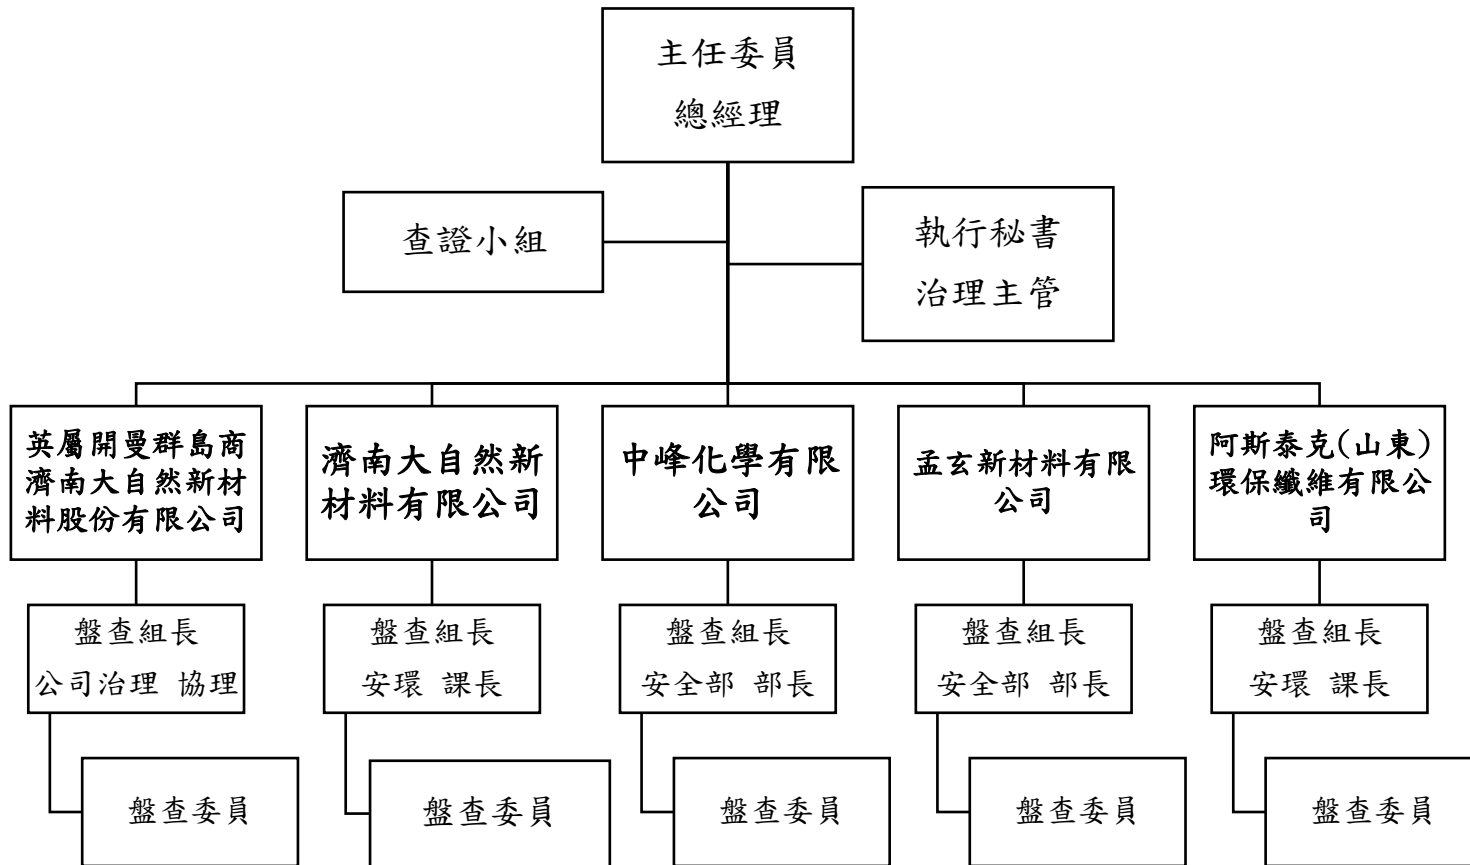 主任委員
總經理
查證小組
執行秘書
治理主管
英屬開曼群島商
濟南大自然新材
料股份有限公司
濟南大自然新
材料有限公司
中峰化學有限
公司
孟玄新材料有限
公司
阿斯泰克(山東)
環保纖維有限公
司
盤查組長
公司治理 協理
盤查組長
安環 課長
盤查組長
安全部 部長
盤查組長
安全部 部長
盤查組長
安環 課長
盤查委員
盤查委員
盤查委員
盤查委員
盤查委員